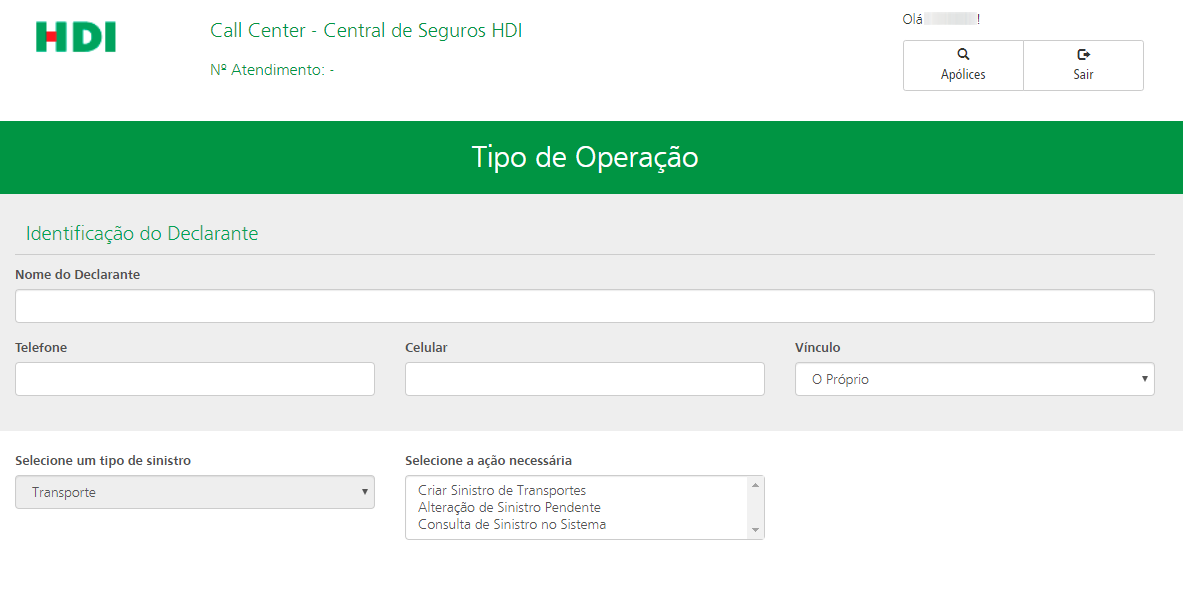 HDI
Call Center - Central de Seguros HDI
Nº Atendimento: -
Olá !
Apólices
Sair
Tipo de Operação
Identificação do Declarante
Nome do Declarante
Telefone
Celular
Vínculo
O Próprio
Selecione um tipo de sinistro
Selecione a ação necessária
Transporte
Criar Sinistro de Transportes
Alteração de Sinistro Pendente
Consulta de Sinistro no Sistema